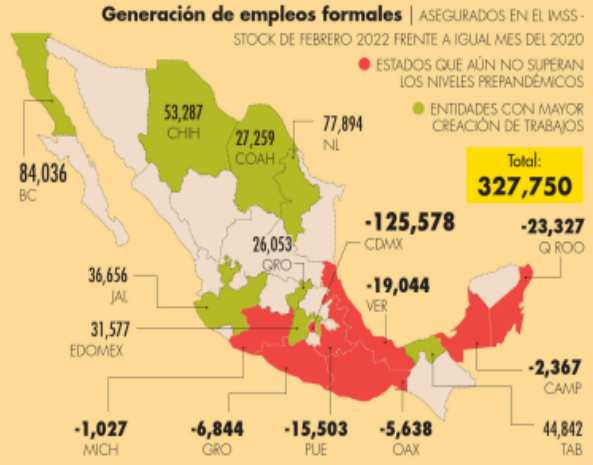 Generación de empleos formales | ASEGURADOS EN EL IMSS -
STOCK DE FEBRERO 2022 FRENTE A IGUAL MES DEL 2020
ESTADOS QUE AÚN NO SUPERAN
LOS NIVELES PREPANDÉMICOS
ENTIDADES CON MAYOR
CREACIÓN DE TRABAJOS
Total:
327,750
53,287
CHIH
27,259
COAH
77,894
NL
84,036
BC
-125,578
CDMX
-23,327
Q ROO
26,053
QRO
36,656
JAL
-19,044
VER
31,577
EDOMEX
-2,367
CAMP
-1,027
MICH
-6,844
GRO
-15,503
PUE
-5,638
OAX
44,842
TAB